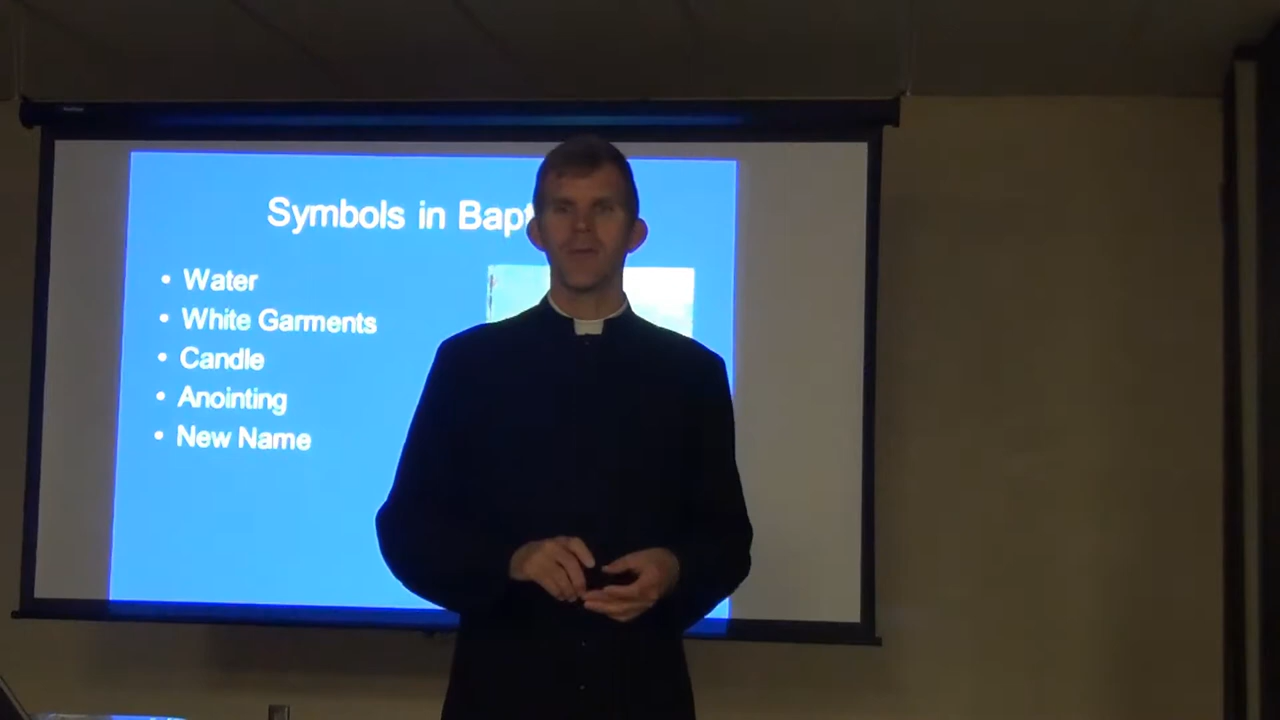 Symbols in Bapt
• Water
• White Garments
• Candle
• Anointing
• New Name